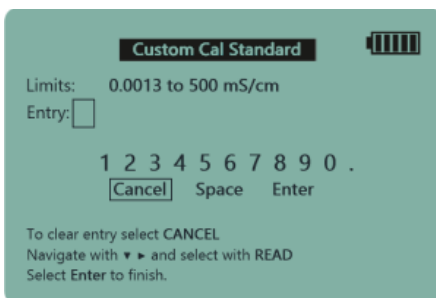 Custom Cal Standard
Limits: 0.0013 to 500 mS/cm
Entry:
1 2 3 4 5 6 7 8 9 0 .
Cancel Space Enter
To clear entry select CANCEL
Navigate with ▾ ▸ and select with READ
Select Enter to finish.